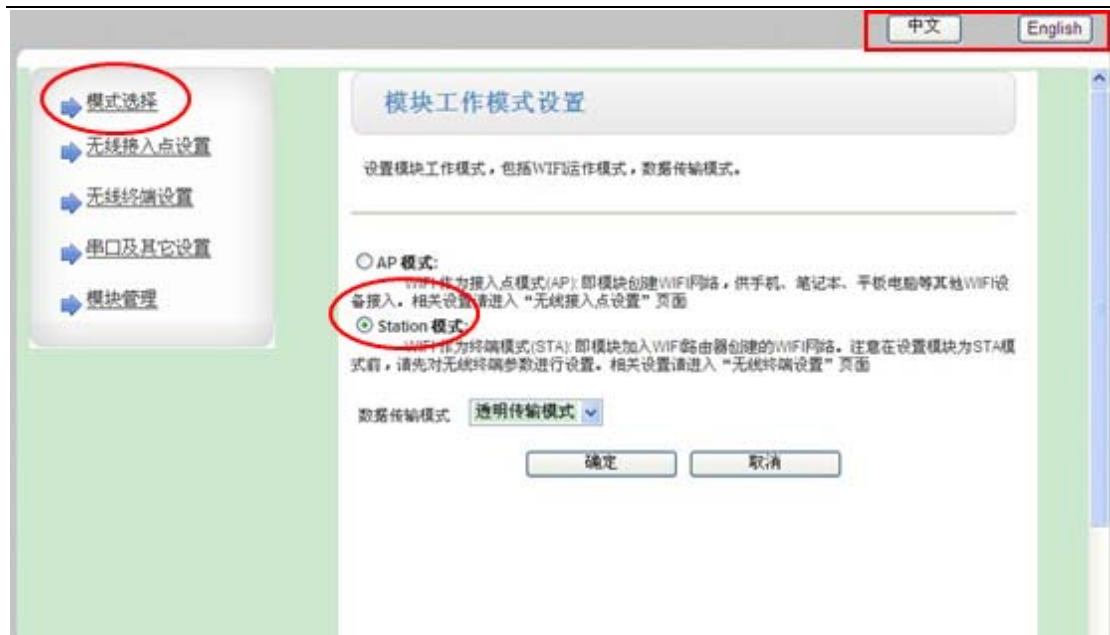 中文
English
模式选择
无线接入点设置
无线终端设置
串口及其它设置
模块管理
模块工作模式设置
设置模块工作模式，包括WIFI运作模式，数据传输模式。
AP 模式:
WIFI作为接入点模式(AP): 即模块创建WIFI网络，供手机、笔记本、平板电脑等其他WIFI设
备接入。相关设置请进入“无线接入点设置”页面
Station 模式:
WIFI作为终端模式(STA): 即模块加入WIFI路由器创建的WIFI网络。注意在设置模块为STA模
式前，请先对无线终端参数进行设置。相关设置请进入“无线终端设置”页面
数据传输模式 透明传输模式
确定 取消